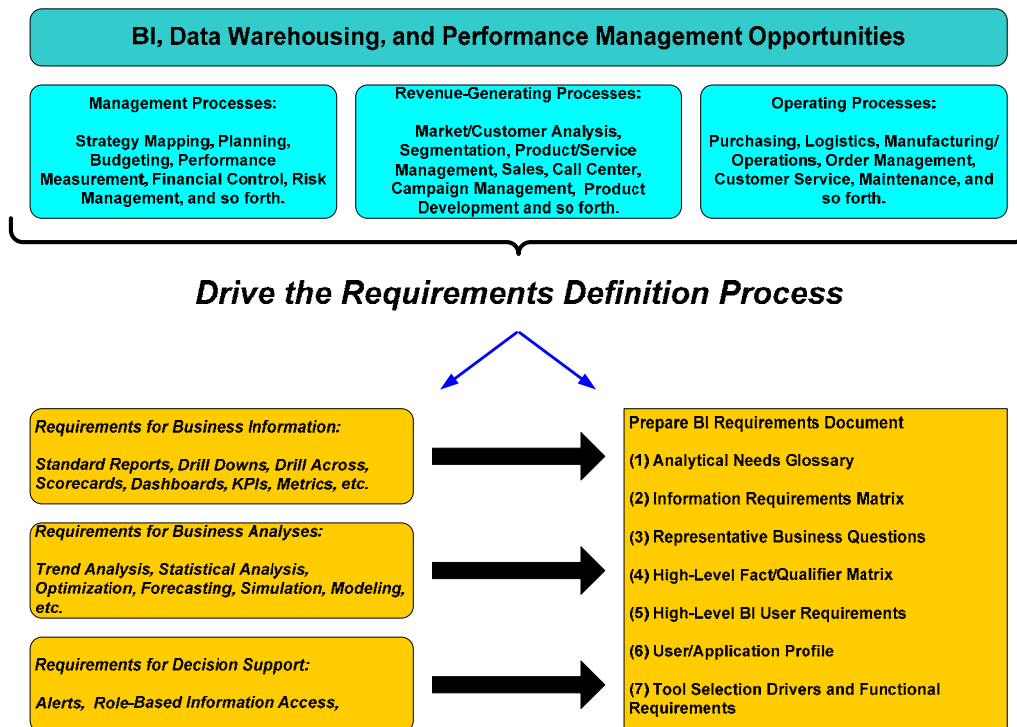 BI, Data Warehousing, and Performance Management Opportunities
Management Processes:
Strategy Mapping, Planning,
Budgeting, Performance
Measurement, Financial Control, Risk
Management, and so forth.
Revenue-Generating Processes:
Market/Customer Analysis,
Segmentation, Product/Service
Management, Sales, Call Center,
Campaign Management, Product
Development and so forth.
Operating Processes:
Purchasing, Logistics, Manufacturing/
Operations, Order Management,
Customer Service, Maintenance, and
so forth.
Drive the Requirements Definition Process
Requirements for Business Information:
Standard Reports, Drill Downs, Drill Across,
Scorecards, Dashboards, KPIs, Metrics, etc.
Requirements for Business Analyses:
Trend Analysis, Statistical Analysis,
Optimization, Forecasting, Simulation, Modeling,
etc.
Requirements for Decision Support:
Alerts, Role-Based Information Access,
Prepare BI Requirements Document
(1) Analytical Needs Glossary
(2) Information Requirements Matrix
(3) Representative Business Questions
(4) High-Level Fact/Qualifier Matrix
(5) High-Level BI User Requirements
(6) User/Application Profile
(7) Tool Selection Drivers and Functional
Requirements